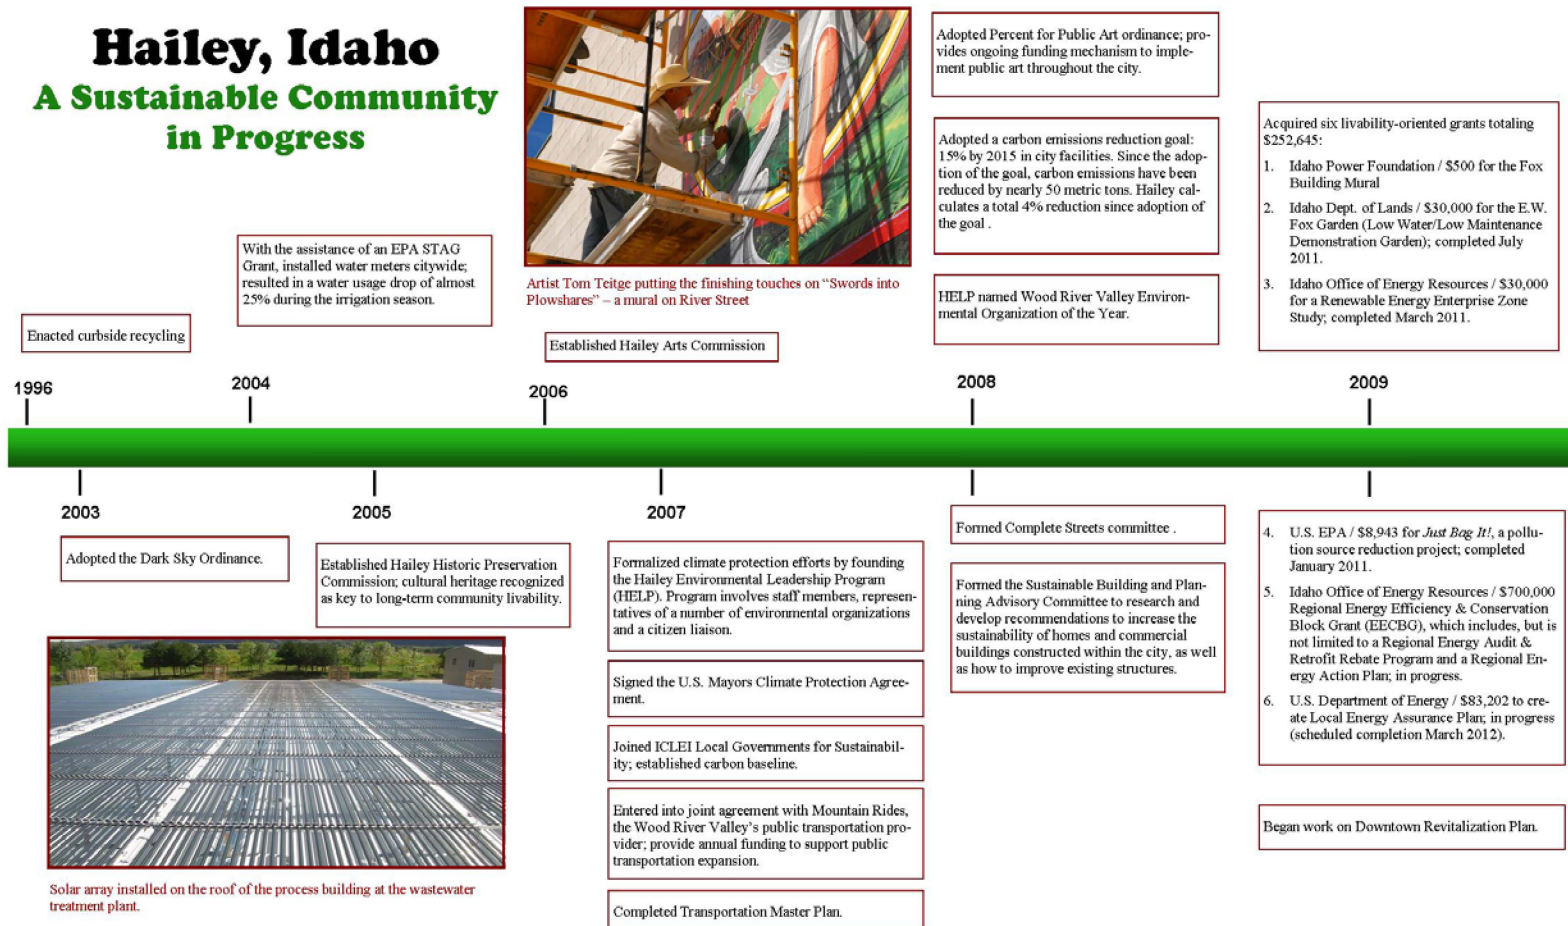 Hailey, Idaho
A Sustainable Community
in Progress
Enacted curbside recycling
1996
With the assistance of an EPA STAG
Grant, installed water meters citywide;
resulted in a water usage drop of almost
25% during the irrigation season.
2004
Artist Tom Teitge putting the finishing touches on “Swords into
Plowshares” – a mural on River Street
Established Hailey Arts Commission
2006
Adopted Percent for Public Art ordinance; pro-
vides ongoing funding mechanism to imple-
ment public art throughout the city.
Adopted a carbon emissions reduction goal:
15% by 2015 in city facilities. Since the adop-
tion of the goal, carbon emissions have been
reduced by nearly 50 metric tons. Hailey cal-
culates a total 4% reduction since adoption of
the goal .
HELP named Wood River Valley Environ-
mental Organization of the Year.
2008
Acquired six livability-oriented grants totaling
$252,645:
1. Idaho Power Foundation / $500 for the Fox
Building Mural
2. Idaho Dept. of Lands / $30,000 for the E.W.
Fox Garden (Low Water/Low Maintenance
Demonstration Garden); completed July
2011.
3. Idaho Office of Energy Resources / $30,000
for a Renewable Energy Enterprise Zone
Study; completed March 2011.
2009
2003
Adopted the Dark Sky Ordinance.
2005
Established Hailey Historic Preservation
Commission; cultural heritage recognized
as key to long-term community livability.
Solar array installed on the roof of the process building at the wastewater
treatment plant.
2007
Formalized climate protection efforts by founding
the Hailey Environmental Leadership Program
(HELP). Program involves staff members, represen-
tatives of a number of environmental organizations
and a citizen liaison.
Signed the U.S. Mayors Climate Protection Agree-
ment.
Joined ICLEI Local Governments for Sustainabil-
ity; established carbon baseline.
Entered into joint agreement with Mountain Rides,
the Wood River Valley’s public transportation pro-
vider; provide annual funding to support public
transportation expansion.
Completed Transportation Master Plan.
Formed Complete Streets committee .
Formed the Sustainable Building and Plan-
ning Advisory Committee to research and
develop recommendations to increase the
sustainability of homes and commercial
buildings constructed within the city, as well
as how to improve existing structures.
4. U.S. EPA / $8,943 for Just Bag It!, a pollu-
tion source reduction project; completed
January 2011.
5. Idaho Office of Energy Resources / $700,000
Regional Energy Efficiency & Conservation
Block Grant (EECBG), which includes, but is
not limited to a Regional Energy Audit &
Retrofit Rebate Program and a Regional En-
ergy Action Plan; in progress.
6. U.S. Department of Energy / $83,202 to cre-
ate Local Energy Assurance Plan; in progress
(scheduled completion March 2012).
Began work on Downtown Revitalization Plan.